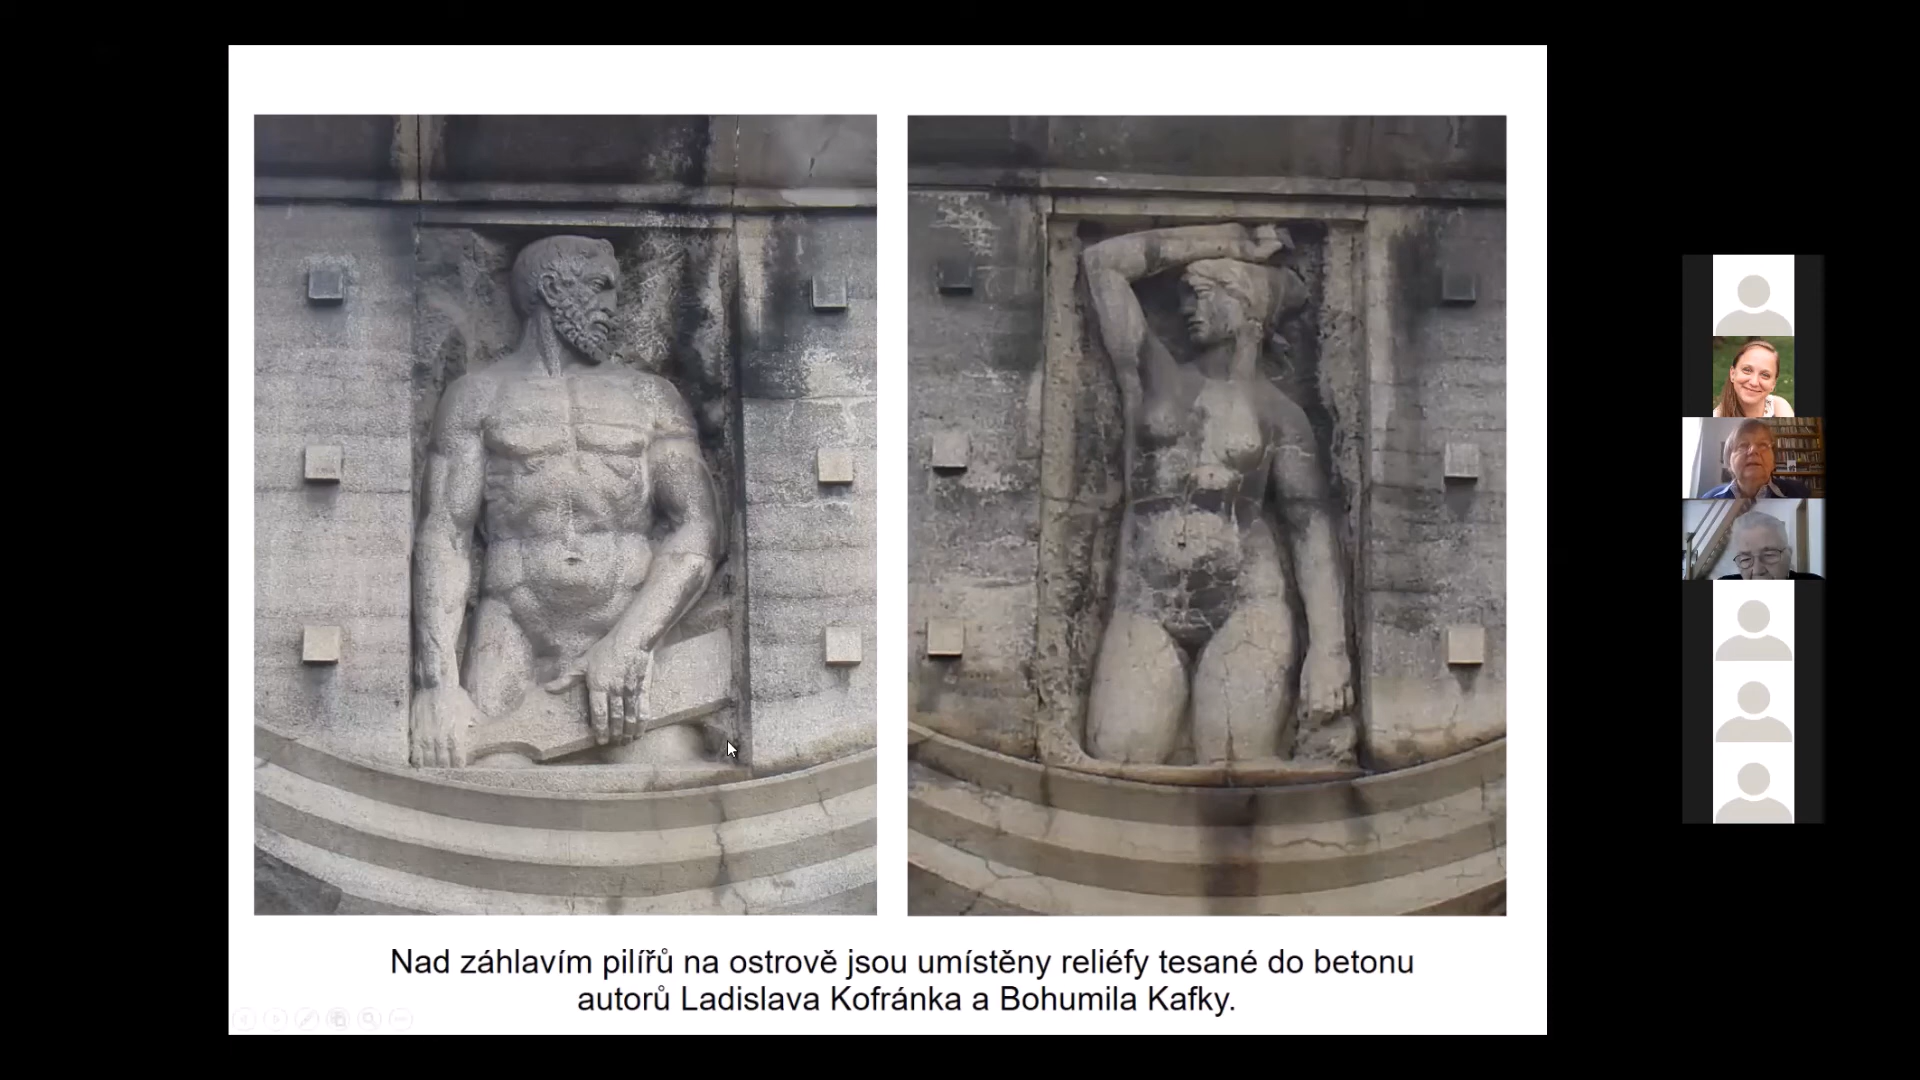 Nad záhlavím pilířů na ostrově jsou umístěny reliéfy tesané do betonu
autorů Ladislava Kofránka a Bohumila Kafky.